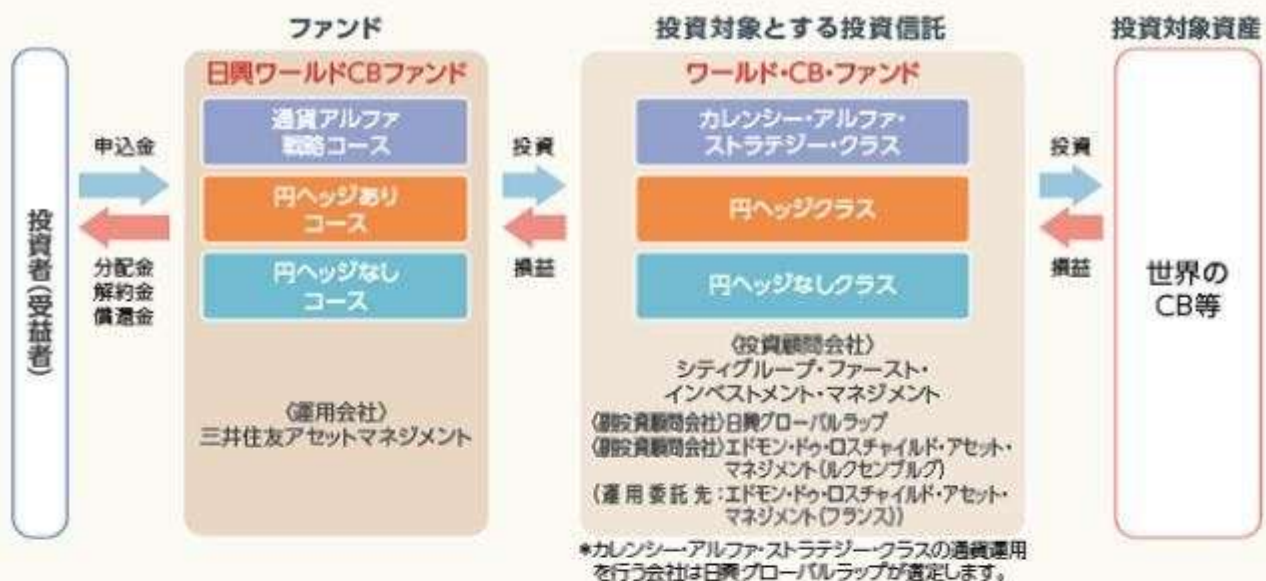 ファンド
投資対象とする投資信託
投資対象資産
日興ワールドCBファンド
ワールド・CB・ファンド
通貨アルファ
戦略コース
カレンシー・アルファ・
ストラテジー・クラス
申込金
投資
投資
円ヘッジあり
コース
円ヘッジクラス
投資者(受益者)
分配金
解約金
償還金
損益
損益
円ヘッジなし
コース
円ヘッジなしクラス
世界の
CB等
〈運用会社〉
三井住友アセットマネジメント
〈投資顧問会社〉
シティグループ・ファースト・
インベストメント・マネジメント
〈副投資顧問会社〉日興グローバルラップ
〈副投資顧問会社〉エドモン・ドゥ・ロスチャイルド・アセット・
マネジメント(ルクセンブルグ)
(運用委託先:エドモン・ドゥ・ロスチャイルド・アセット・
マネジメント(フランス))
*カレンシー・アルファ・ストラテジー・クラスの通貨運用
を行う会社は日興グローバルラップが選定します。